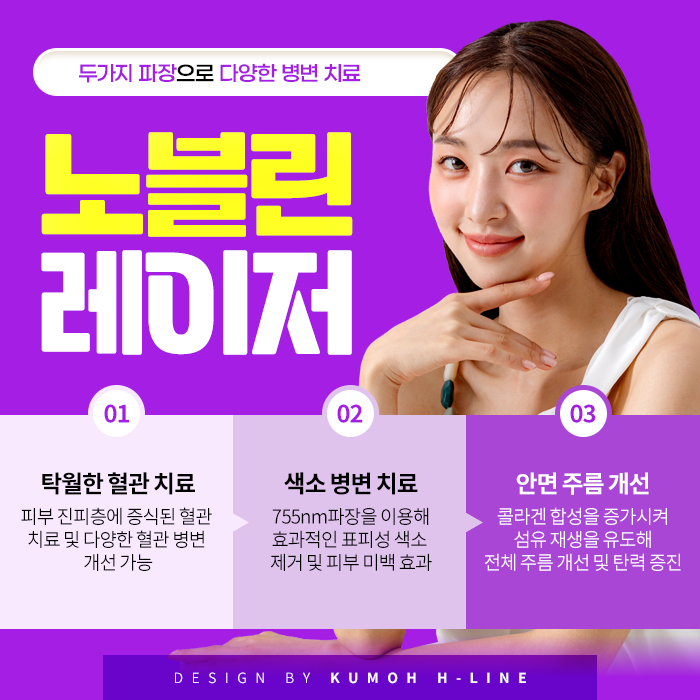 두가지 파장으로 다양한 병변 치료
노블린
레이저
01
탁월한 혈관 치료
피부 진피층에 증식된 혈관
치료 및 다양한 혈관 병변
개선 가능
02
색소 병변 치료
755nm파장을 이용해
효과적인 표피성 색소
제거 및 피부 미백 효과
03
안면 주름 개선
콜라겐 합성을 증가시켜
섬유 재생을 유도해
전체 주름 개선 및 탄력 증진
DESIGN BY KUMOH H-LINE